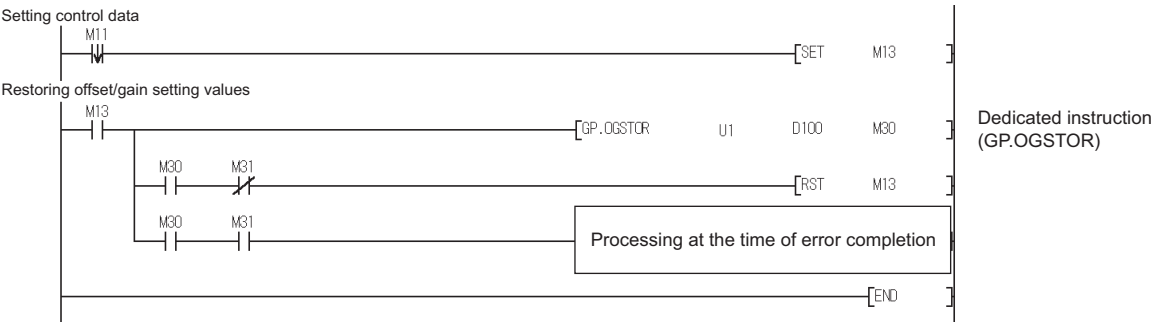 Setting control data
M11
SET M13
Restoring offset/gain setting values
M13
GP.OGSTOR U1 D100 M30
Dedicated instruction
(GP.OGSTOR)
M30 M31
RST M13
M30 M31
Processing at the time of error completion
END